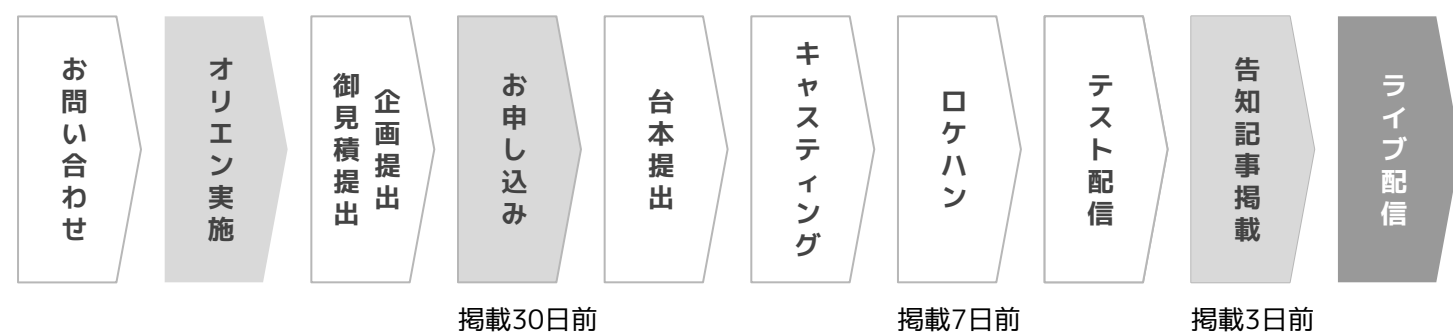 お問い合わせ
オリエン実施
企画提出
御見積提出
お申し込み
台本提出
キャスティング
ロケハン
テスト配信
告知記事掲載
ライブ配信
掲載30日前
掲載7日前
掲載3日前